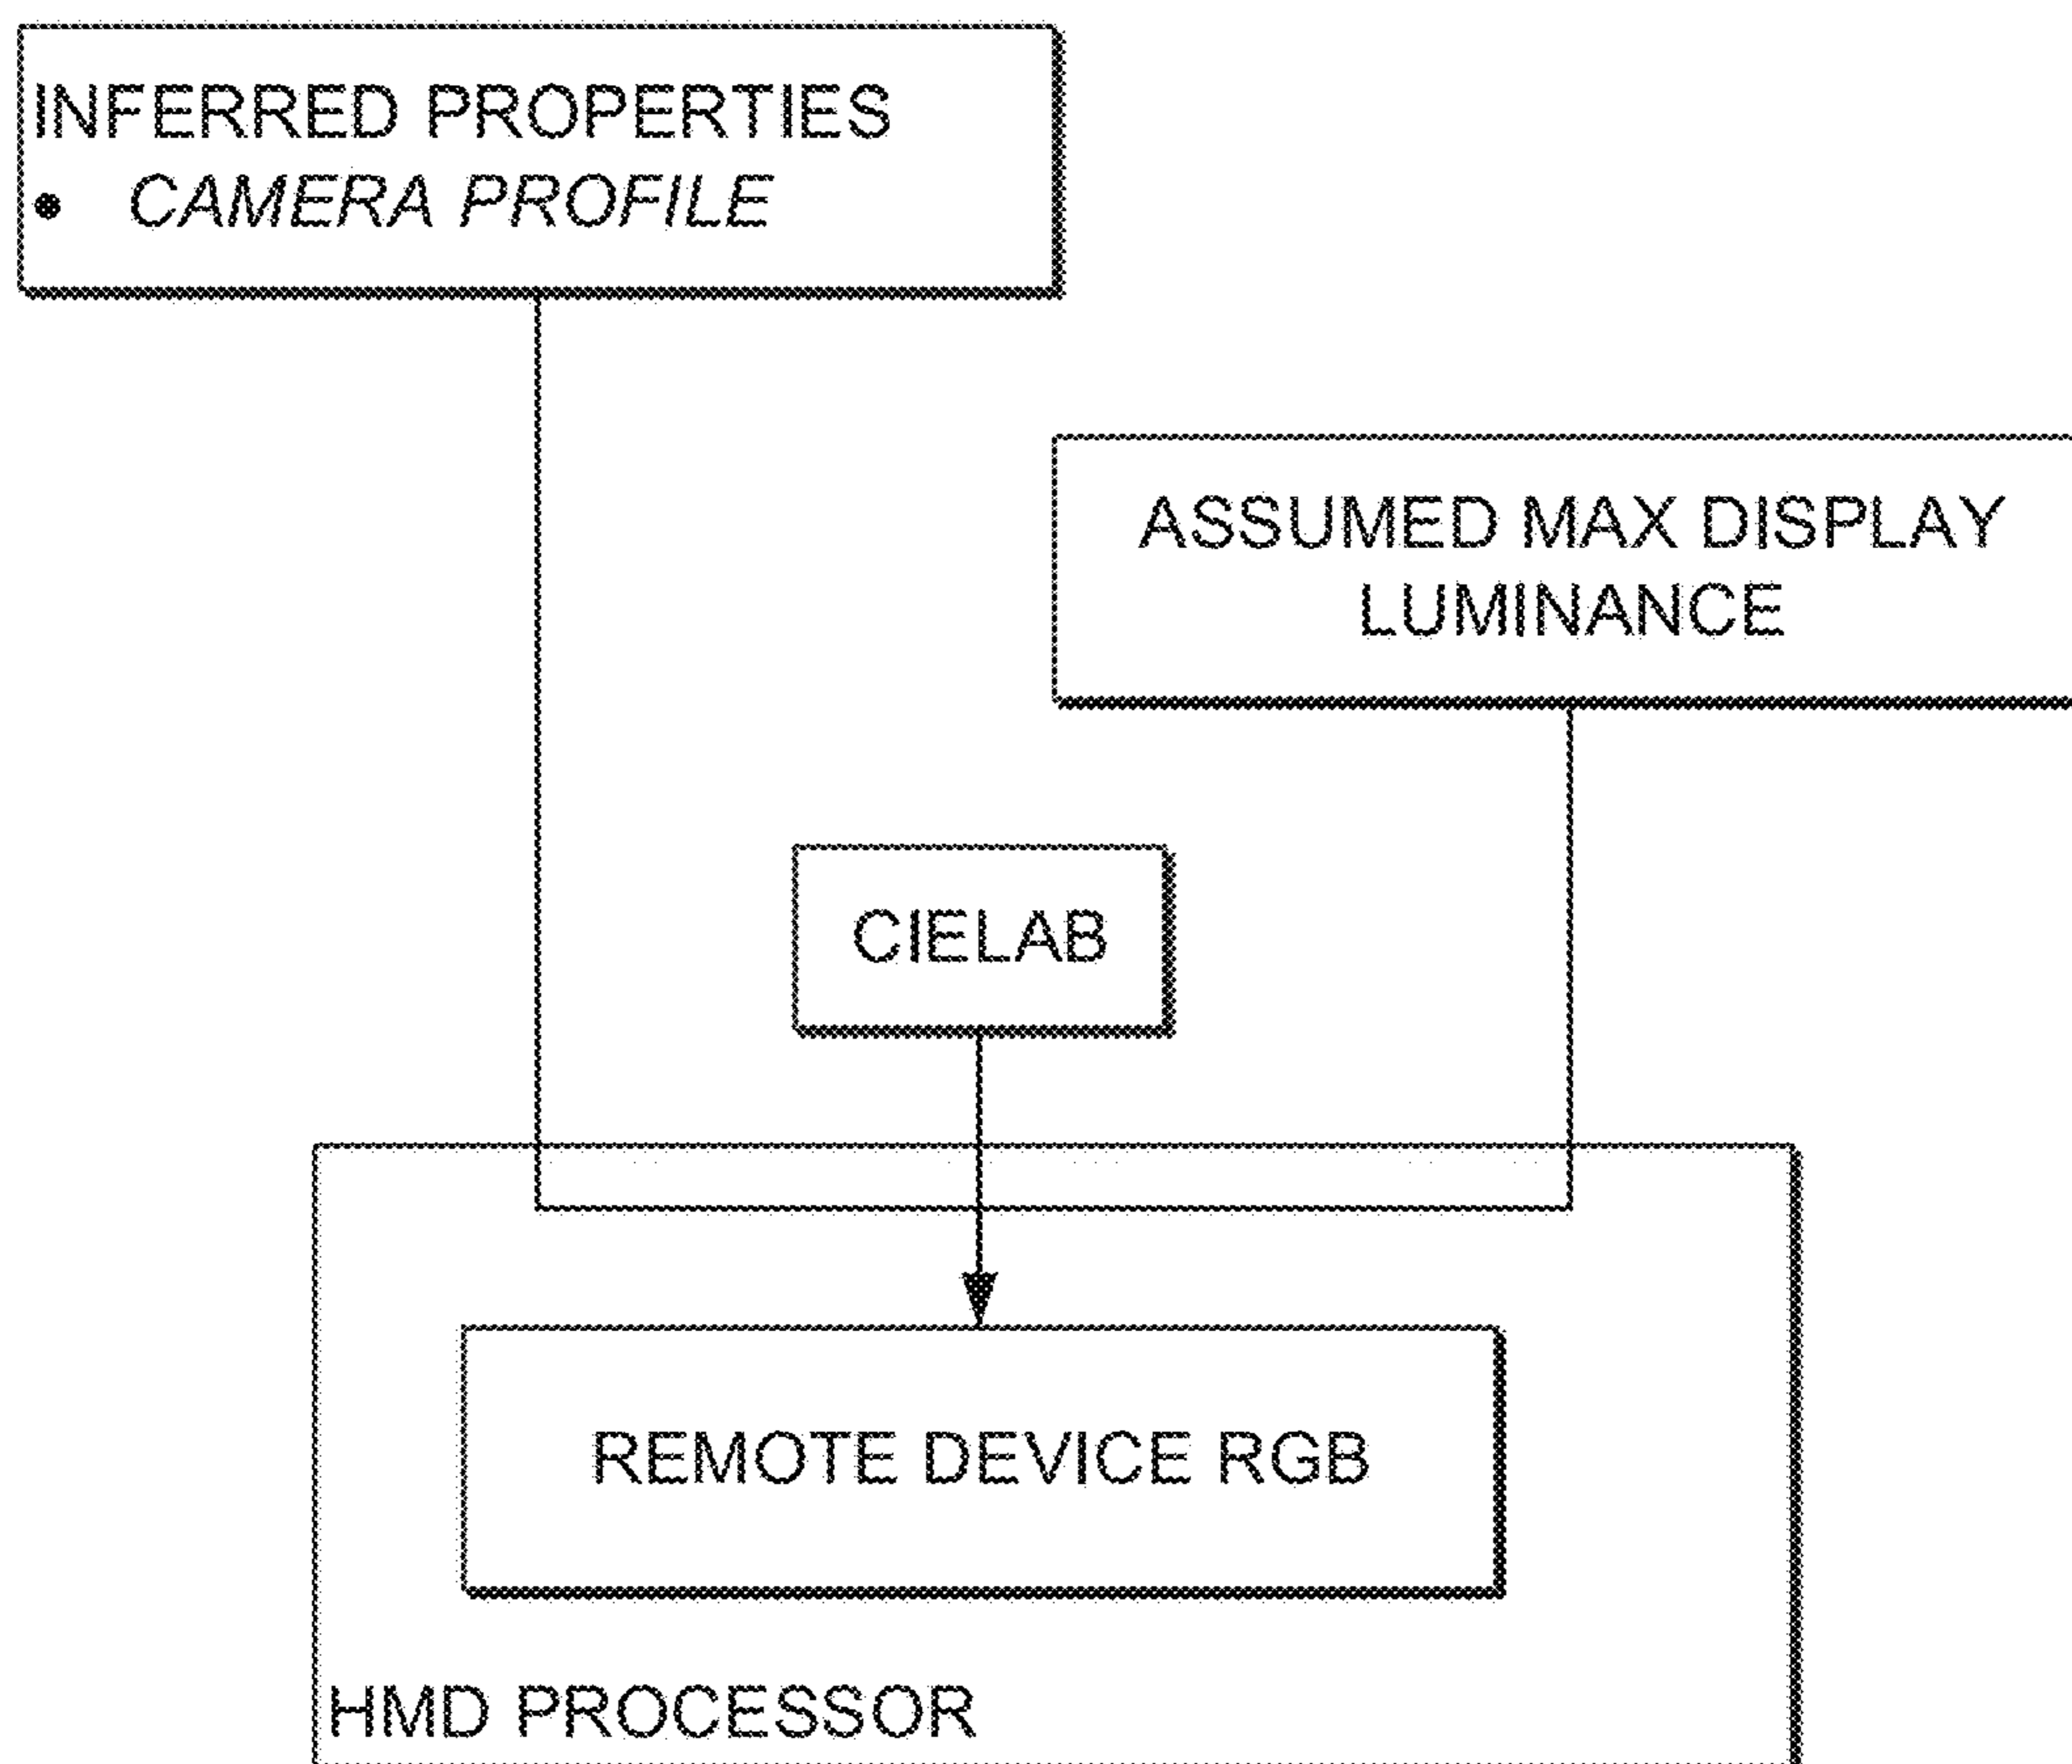 INFERRED PROPERTIES
• CAMERA PROFILE
ASSUMED MAX DISPLAY
LUMINANCE
CIELAB
REMOTE DEVICE RGB
HMD PROCESSOR